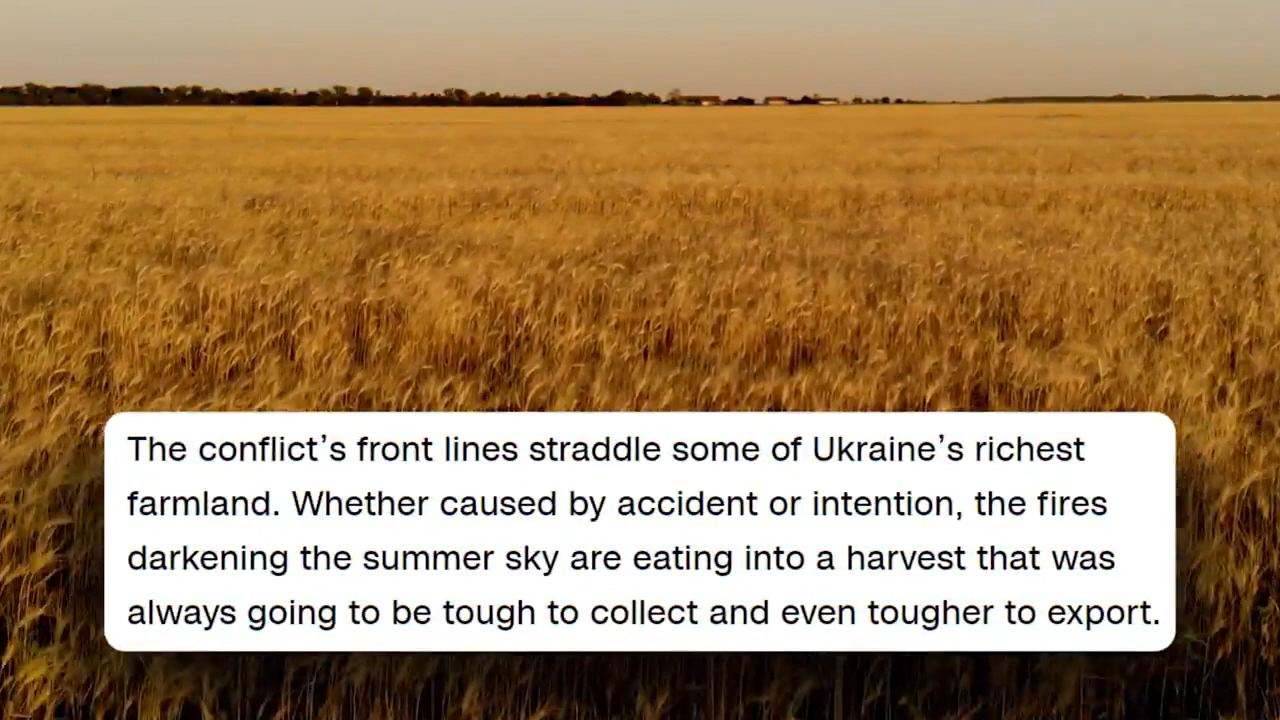 The conflict’s front lines straddle some of Ukraine’s richest
farmland. Whether caused by accident or intention, the fires
darkening the summer sky are eating into a harvest that was
always going to be tough to collect and even tougher to export.